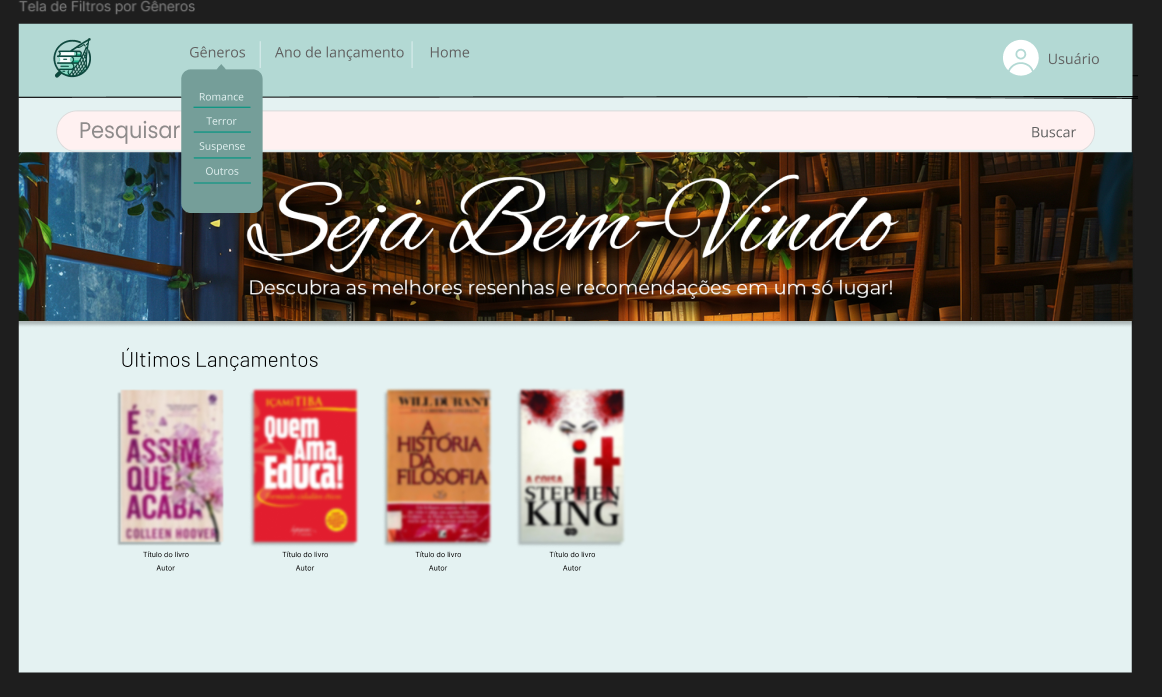 Tela de Filtros por Gêneros
Gêneros Ano de lançamento Home Usuário
Romance
Terror
Suspense
Outros
Pesquisar Buscar
Seja Bem-Vindo
Descubra as melhores resenhas e recomendações em um só lugar!
Últimos Lançamentos
É
ASSIM
QUE
ACABA
COLLEEN HOOVER
IÇAMI TIBA
Quem
Ama
Educa!
WILL DURANT
A
HISTÓRIA
DA
FILOSOFIA
A COISA
it
STEPHEN
KING
Título do livro
Autor
Título do livro
Autor
Título do livro
Autor
Título do livro
Autor